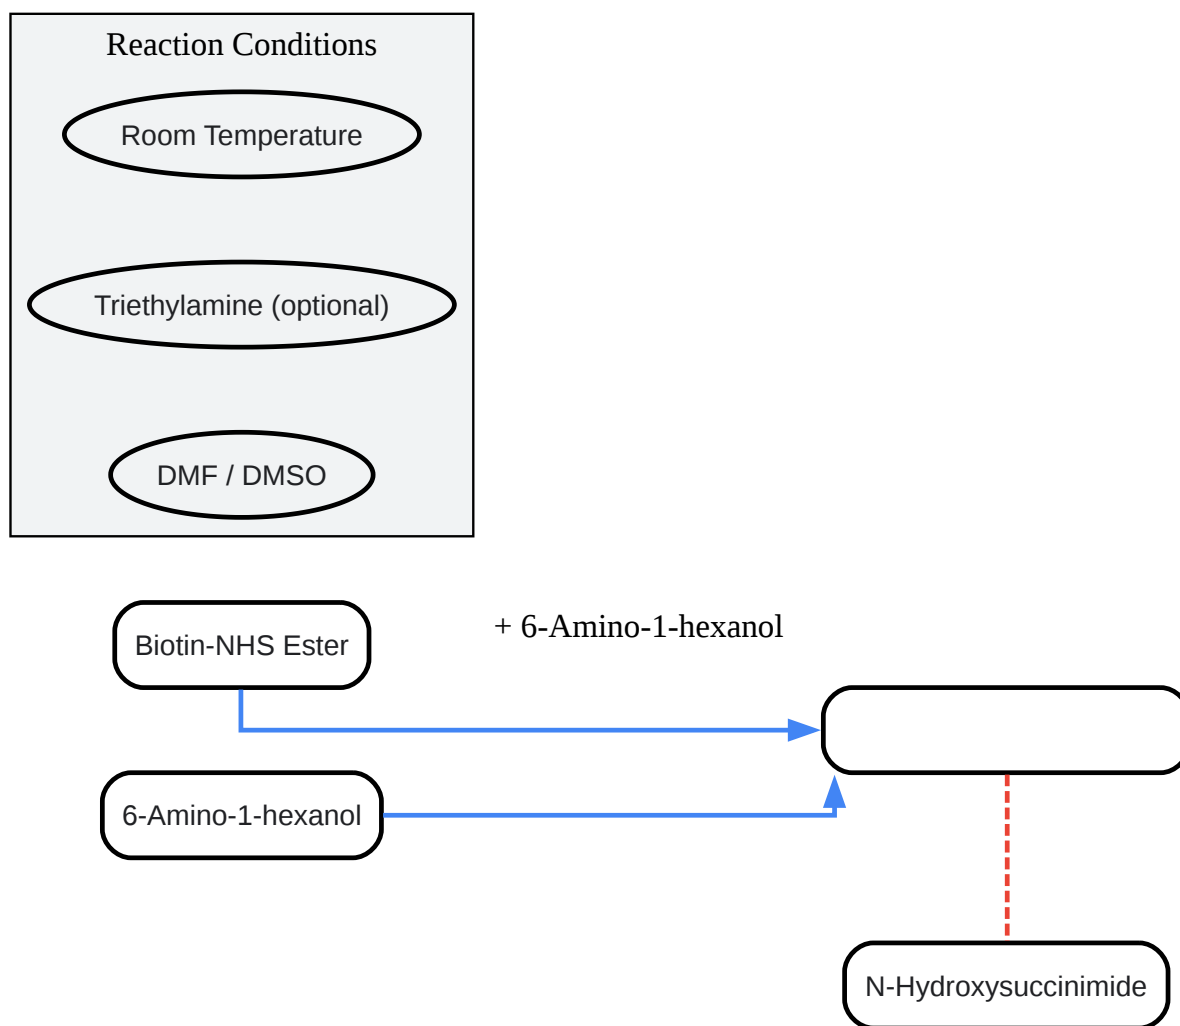 Reaction Conditions
Room Temperature
Triethylamine (optional)
DMF / DMSO
Biotin-NHS Ester
+ 6-Amino-1-hexanol
6-Amino-1-hexanol
N-Hydroxysuccinimide